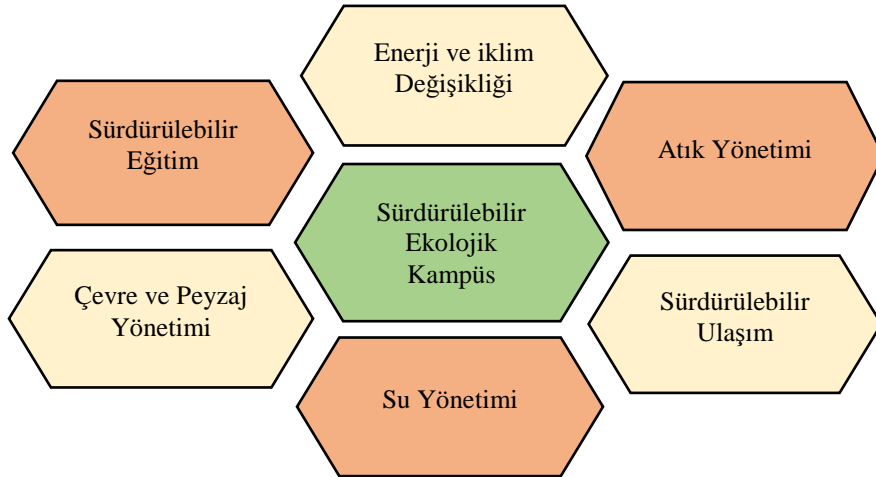 Enerji ve iklim
Değişikliği
Sürdürülebilir
Eğitim
Atık Yönetimi
Sürdürülebilir
Ekolojik
Kampüs
Çevre ve Peyzaj
Yönetimi
Sürdürülebilir
Ulaşım
Su Yönetimi